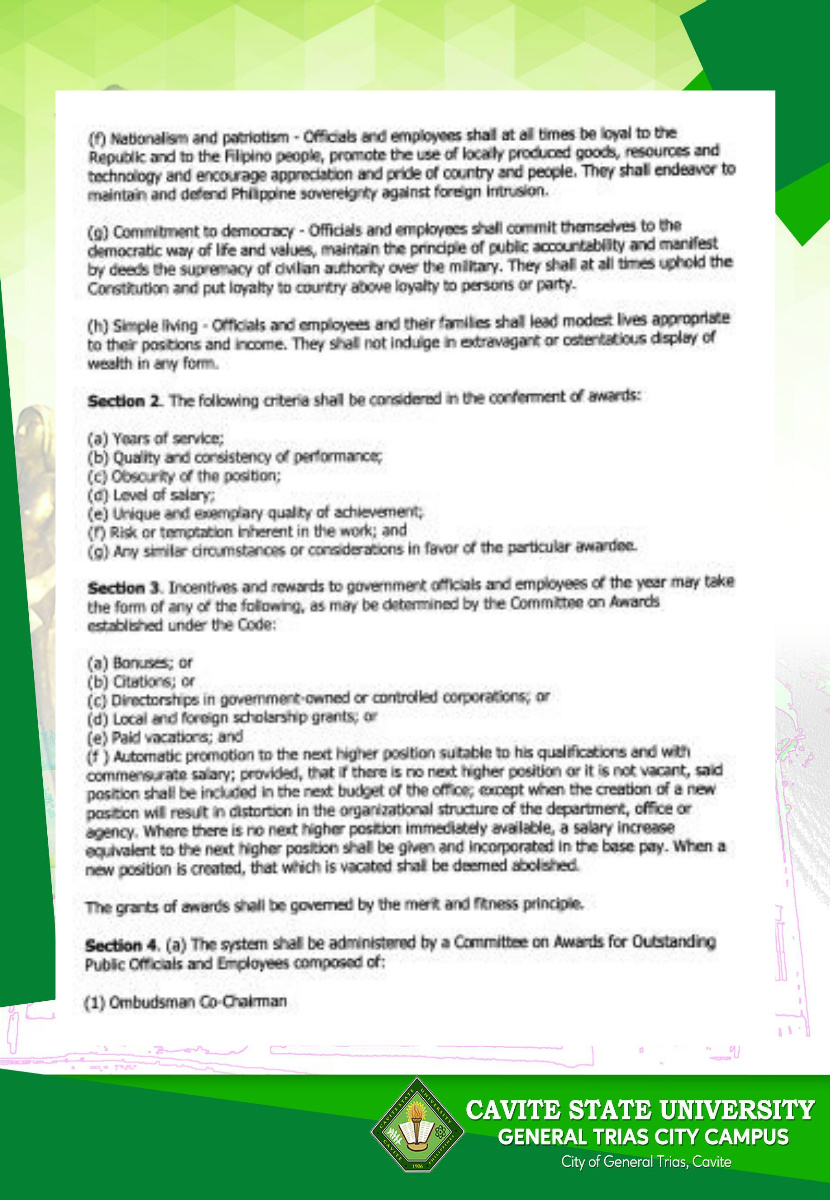 (f) Nationalism and patriotism - Officials and employees shall at all times be loyal to the
Republic and to the Filipino people, promote the use of locally produced goods, resources and
technology and encourage appreciation and pride of country and people. They shall endeavor to
maintain and defend Philippine sovereignty against foreign intrusion.
(g) Commitment to democracy - Officials and employees shall commit themselves to the
democratic way of life and values, maintain the principle of public accountability and manifest
by deeds the supremacy of civilian authority over the military. They shall at all times uphold the
Constitution and put loyalty to country above loyalty to persons or party.
(h) Simple living - Officials and employees and their families shall lead modest lives appropriate
to their positions and income. They shall not indulge in extravagant or ostentatious display of
wealth in any form.
Section 2. The following criteria shall be considered in the conferment of awards:
(a) Years of service;
(b) Quality and consistency of performance;
(c) Obscurity of the position;
(d) Level of salary;
(e) Unique and exemplary quality of achievement;
(f) Risk or temptation inherent in the work; and
(g) Any similar circumstances or considerations in favor of the particular awardee.
Section 3. Incentives and rewards to government officials and employees of the year may take
the form of any of the following, as may be determined by the Committee on Awards
established under the Code:
(a) Bonuses; or
(b) Citations; or
(c) Directorships in government-owned or controlled corporations; or
(d) Local and foreign scholarship grants; or
(e) Paid vacations; and
(f ) Automatic promotion to the next higher position suitable to his qualifications and with
commensurate salary; provided, that if there is no next higher position or it is not vacant, said
position shall be included in the next budget of the office; except when the creation of a new
position will result in distortion in the organizational structure of the department, office or
agency. Where there is no next higher position immediately available, a salary increase
equivalent to the next higher position shall be given and incorporated in the base pay. When a
new position is created, that which is vacated shall be deemed abolished.
The grants of awards shall be governed by the merit and fitness principle.
Section 4. (a) The system shall be administered by a Committee on Awards for Outstanding
Public Officials and Employees composed of:
(1) Ombudsman Co-Chairman
CAVITE STATE UNIVERSITY
GENERAL TRIAS CITY CAMPUS
City of General Trias, Cavite
1906